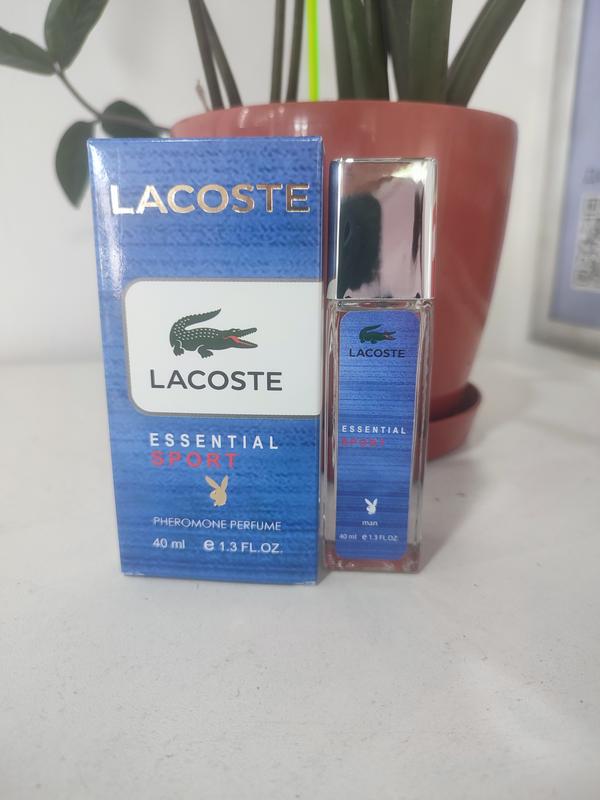 LACOSTE
LACOSTE
ESSENTIAL
SPORT
PHEROMONE PERFUME
40 ml e 1.3 FL.OZ.
LACOSTE
ESSENTIAL
SPORT
man
40 ml e 1.3 FL.OZ.